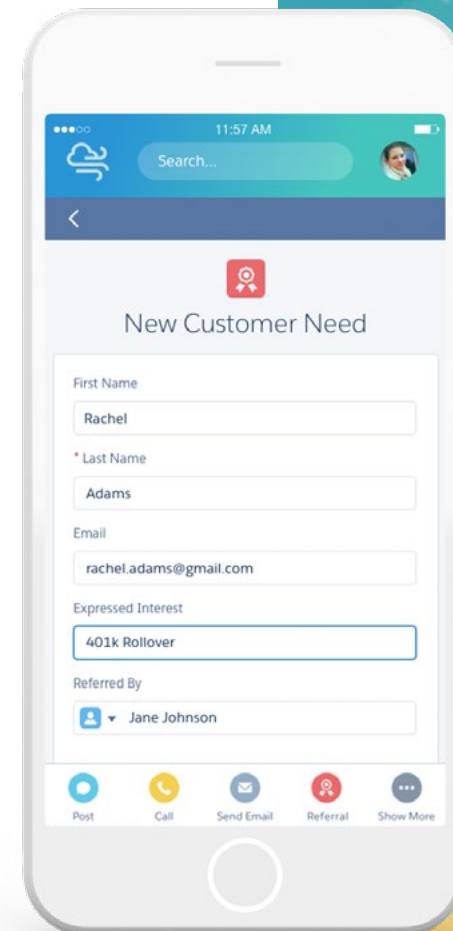 11:57 AM
Search...
New Customer Need
First Name
Rachel
* Last Name
Adams
Email
rachel.adams@gmail.com
Expressed Interest
401k Rollover
Referred By
Jane Johnson
Post Call Send Email Referral Show More